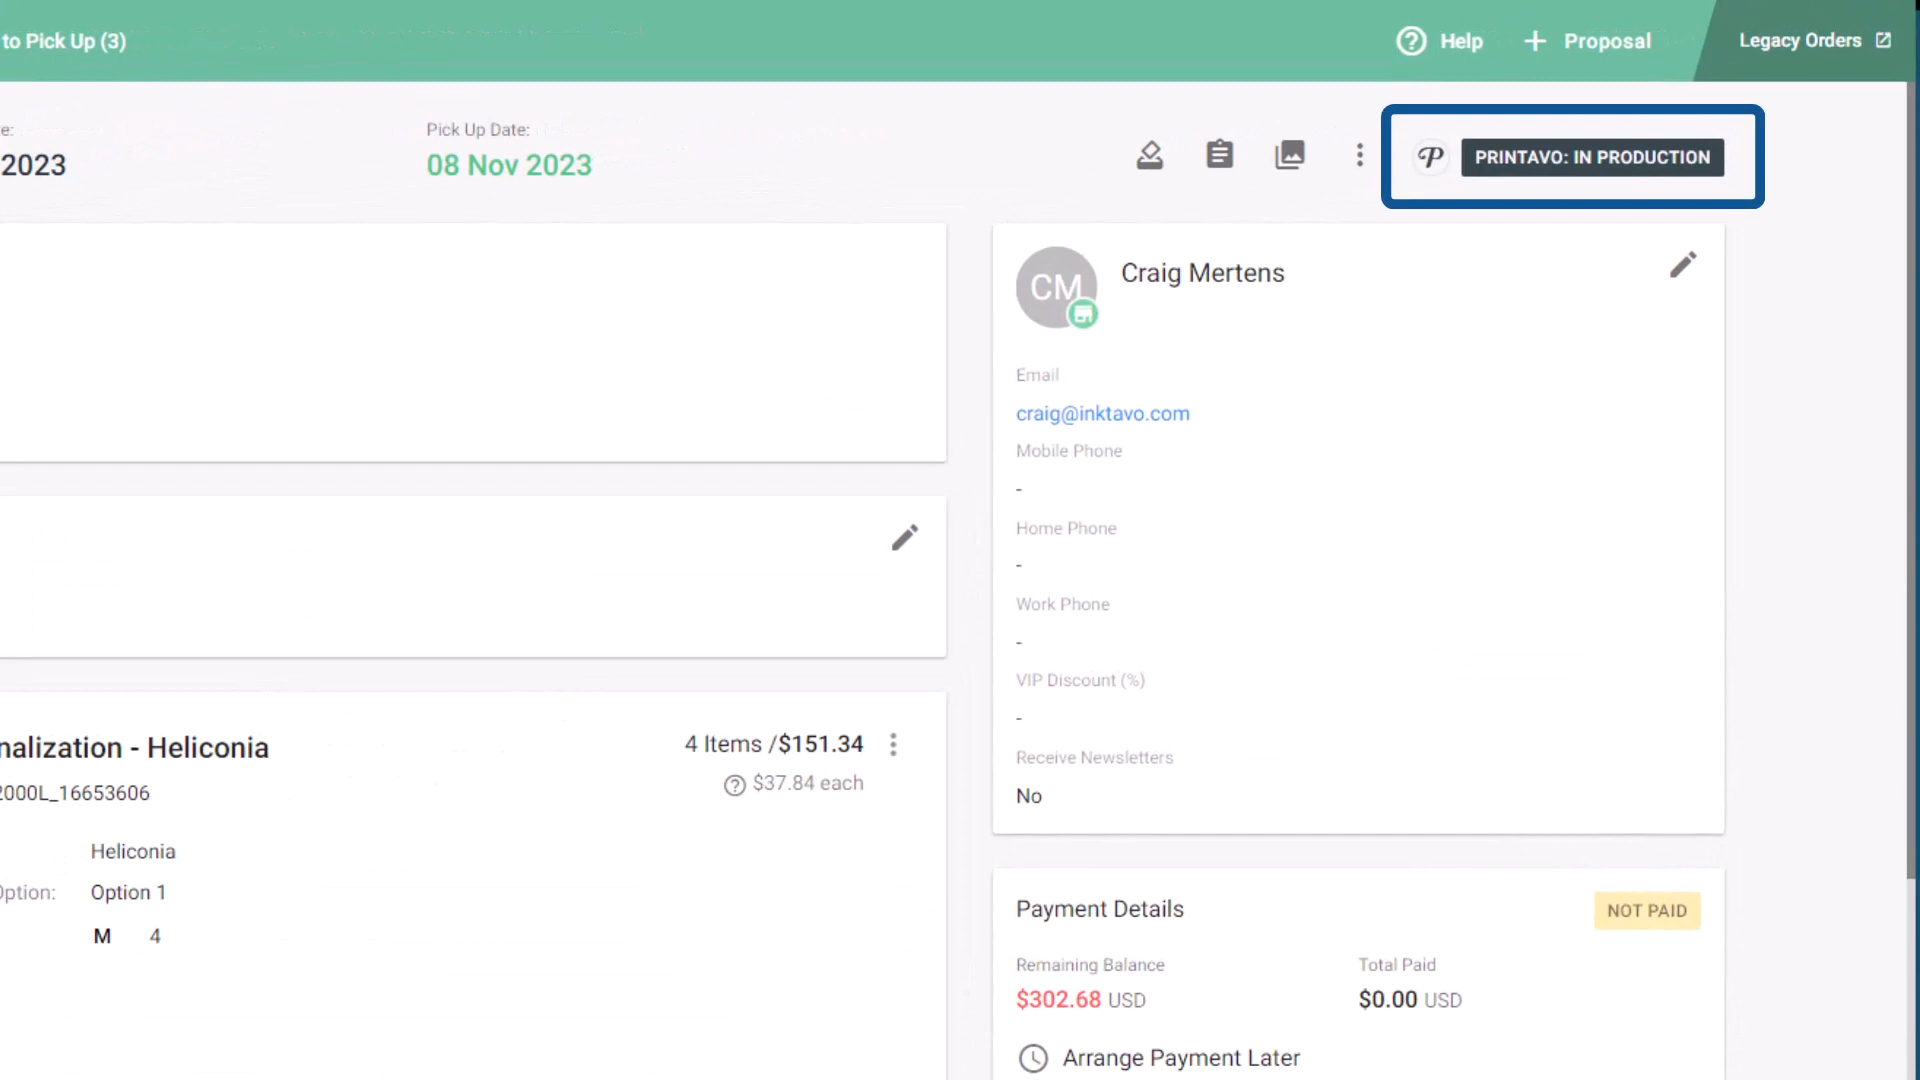 to Pick Up (3)
Help
Proposal
Legacy Orders
e:
2023
Pick Up Date:
08 Nov 2023
P
PRINTAVO: IN PRODUCTION
CM
Craig Mertens
Email
craig@inktavo.com
Mobile Phone
-
Home Phone
-
Work Phone
-
VIP Discount (%)
-
Receive Newsletters
No
nalization - Heliconia
4 Items /$151.34
$37.84 each
2000L_16653606
Heliconia
Option:
Option 1
M 4
Payment Details
NOT PAID
Remaining Balance
$302.68 USD
Total Paid
$0.00 USD
Arrange Payment Later